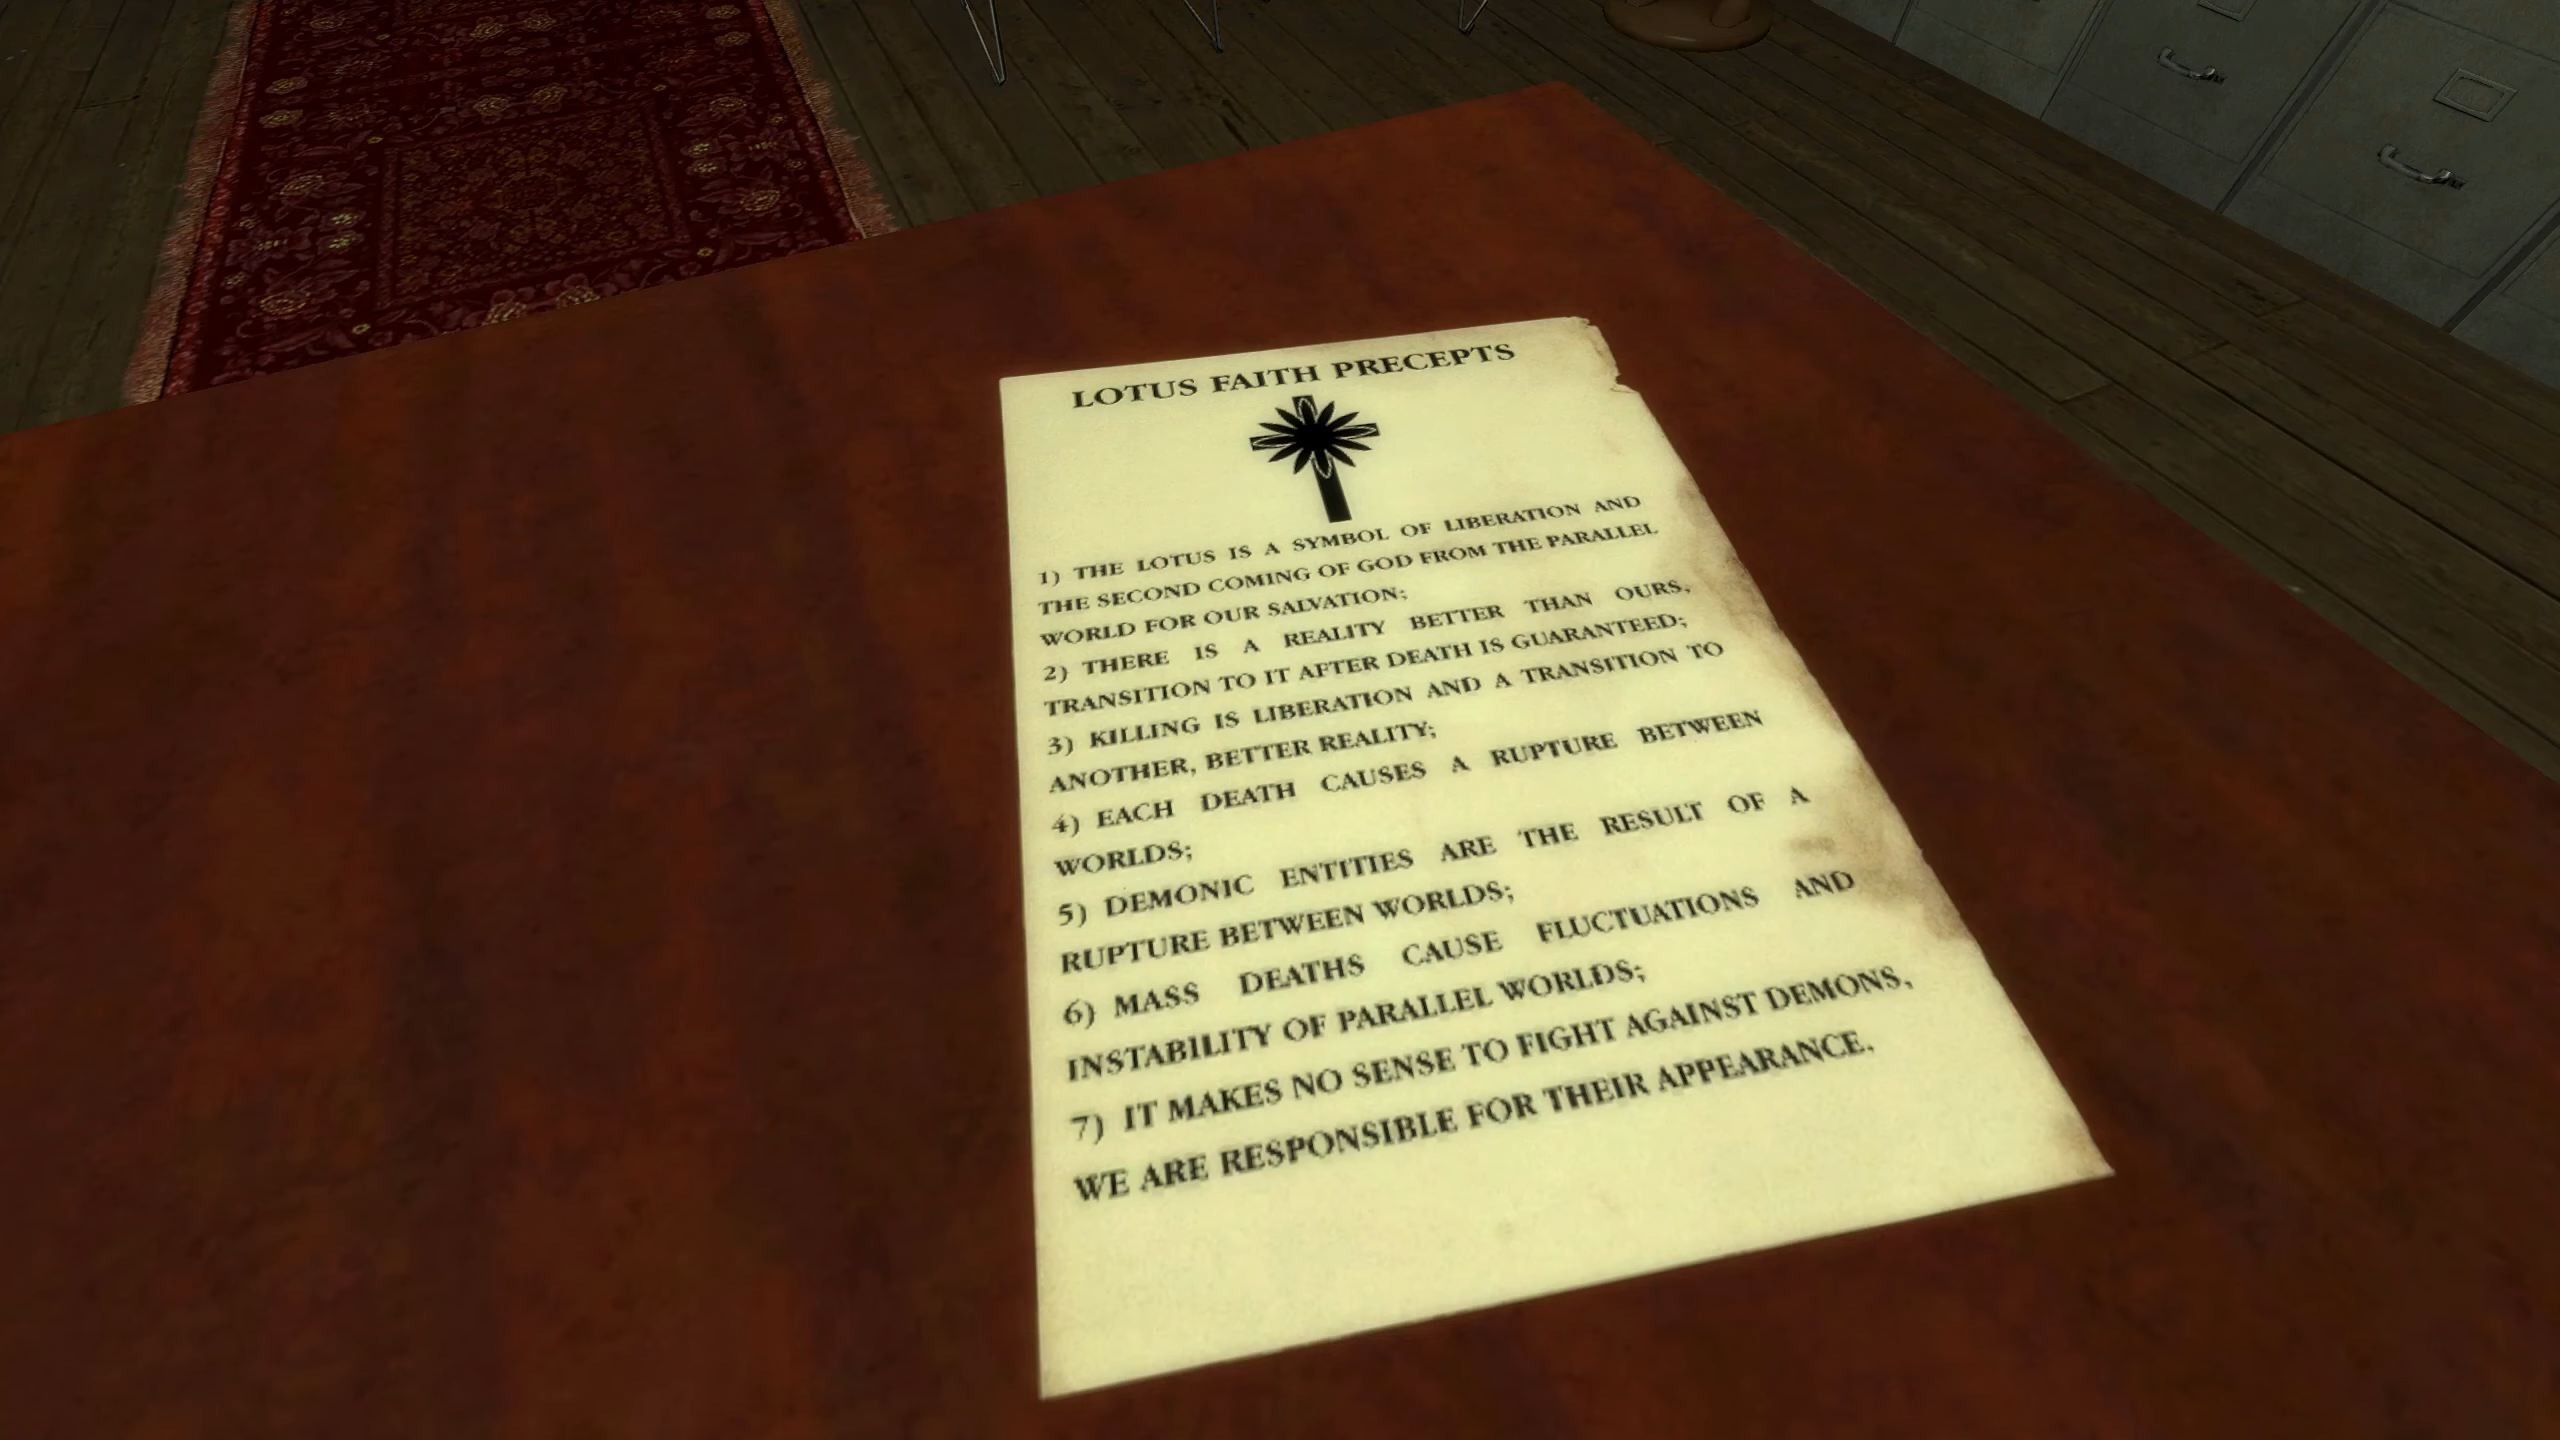 LOTUS FAITH PRECEPTS
1) THE LOTUS IS A SYMBOL OF LIBERATION AND
THE SECOND COMING OF GOD FROM THE PARALLEL
WORLD FOR OUR SALVATION;
2) THERE IS A REALITY BETTER THAN OURS,
TRANSITION TO IT AFTER DEATH IS GUARANTEED;
3) KILLING IS LIBERATION AND A TRANSITION TO
ANOTHER, BETTER REALITY;
4) EACH DEATH CAUSES A RUPTURE BETWEEN
WORLDS;
5) DEMONIC ENTITIES ARE THE RESULT OF A
RUPTURE BETWEEN WORLDS;
6) MASS DEATHS CAUSE FLUCTUATIONS AND
INSTABILITY OF PARALLEL WORLDS;
7) IT MAKES NO SENSE TO FIGHT AGAINST DEMONS,
WE ARE RESPONSIBLE FOR THEIR APPEARANCE.